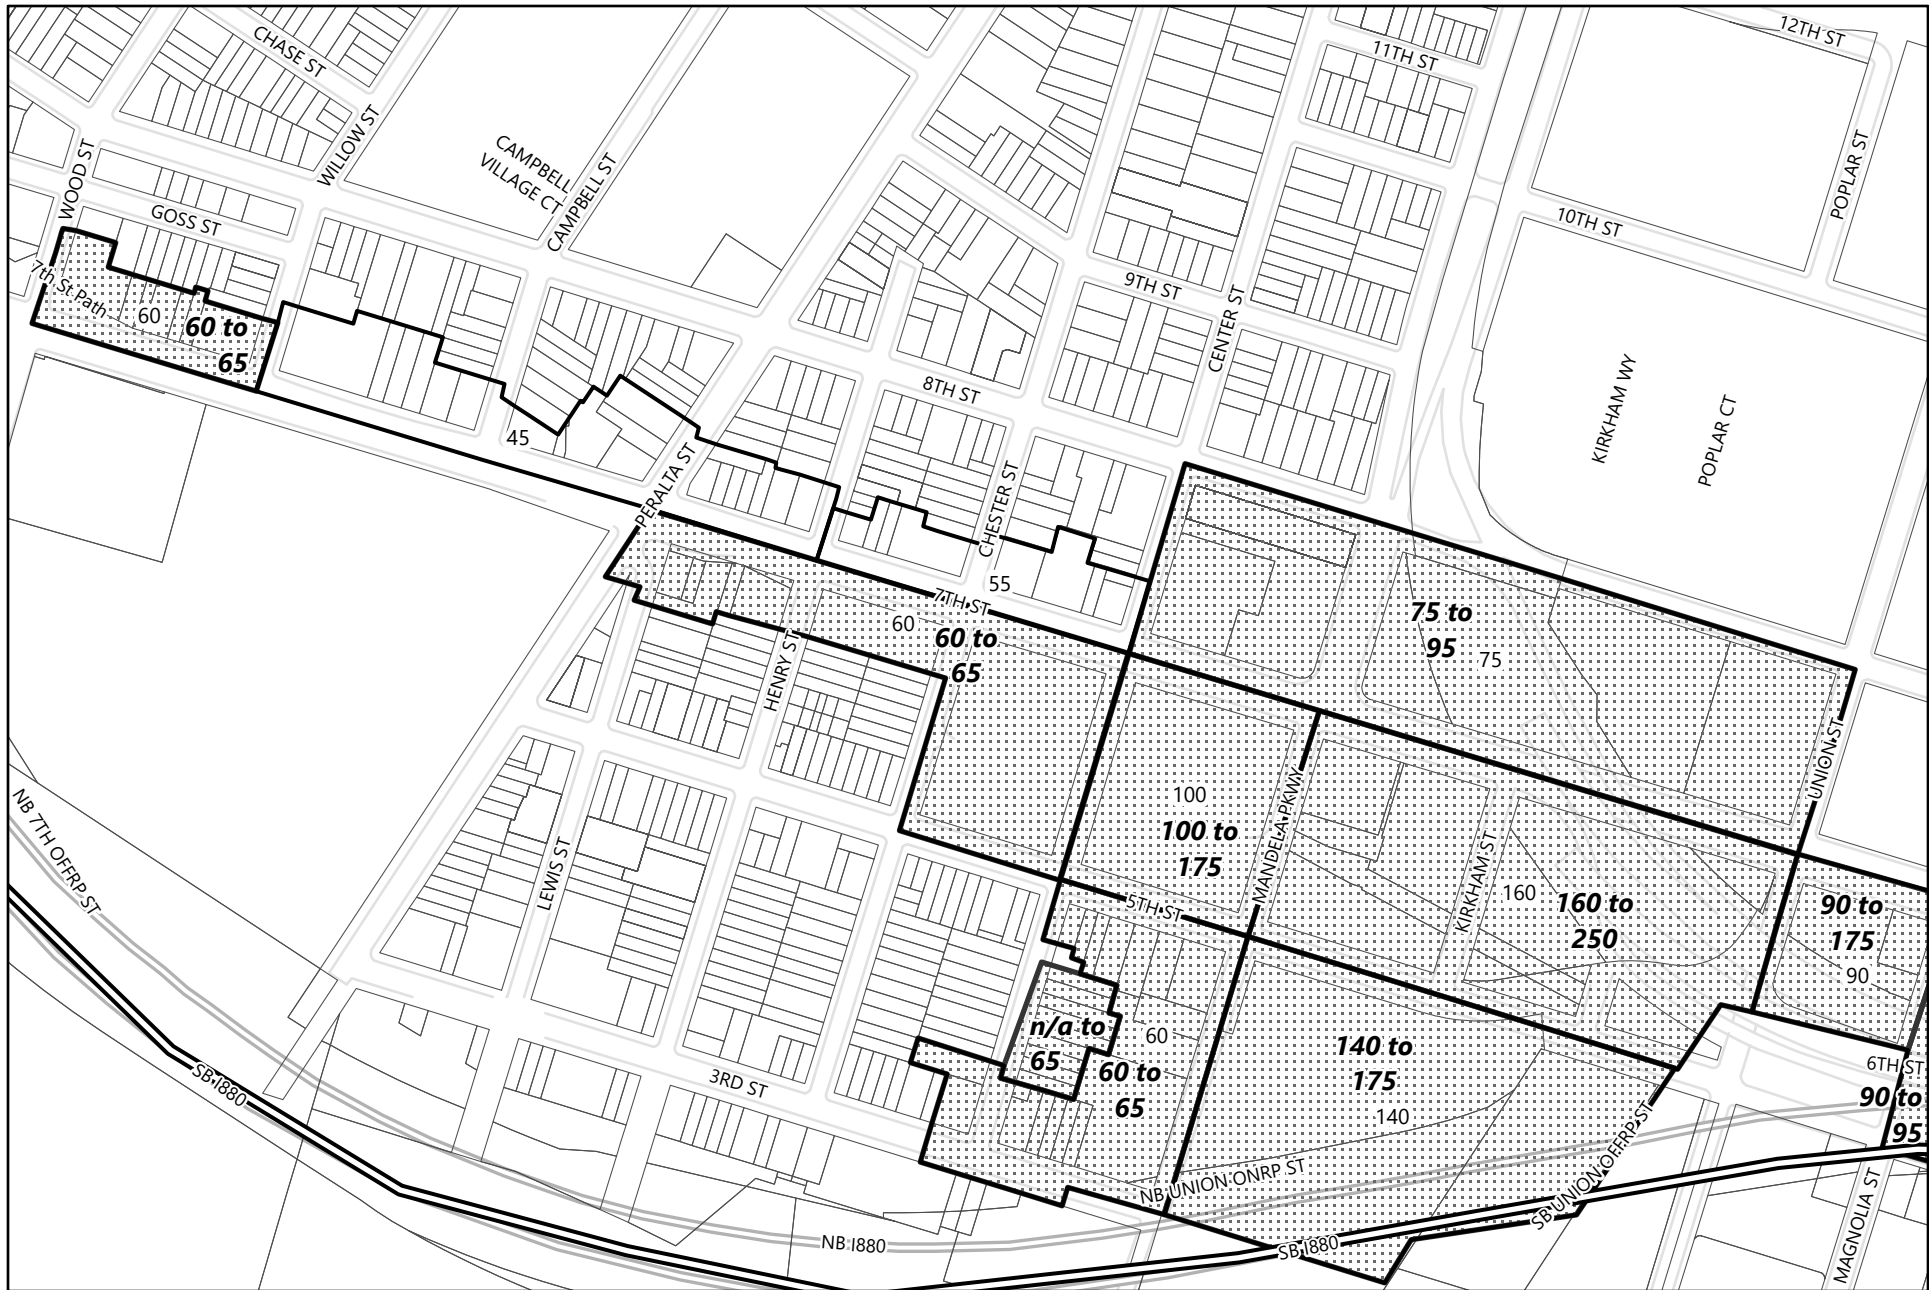 12TH ST
CHASE ST
11TH ST
WILLOW ST
CAMPBELL
VILLAGE CT
CAMPBELL ST
POPLAR ST
WOOD ST
GOSS ST
10TH ST
7th St Path
60
60 to
65
9TH ST
CENTER ST
8TH ST
KIRKHAM WY
POPLAR CT
45
PERALTA ST
CHESTER ST
55
7TH ST
60
60 to
65
75 to
95
75
HENRY ST
UNION ST
100
100 to
175
MANDELA PKWY
KIRKHAM ST
160
160 to
250
90 to
175
90
NB 7TH OFFRP ST
LEWIS ST
5TH ST
n/a to
65
60
60 to
65
140 to
175
140
6TH ST
90 to
95
SB I880
3RD ST
NB UNION ONRP ST
SB UNION OFFRP ST
MAGNOLIA ST
NB I880
SB I880